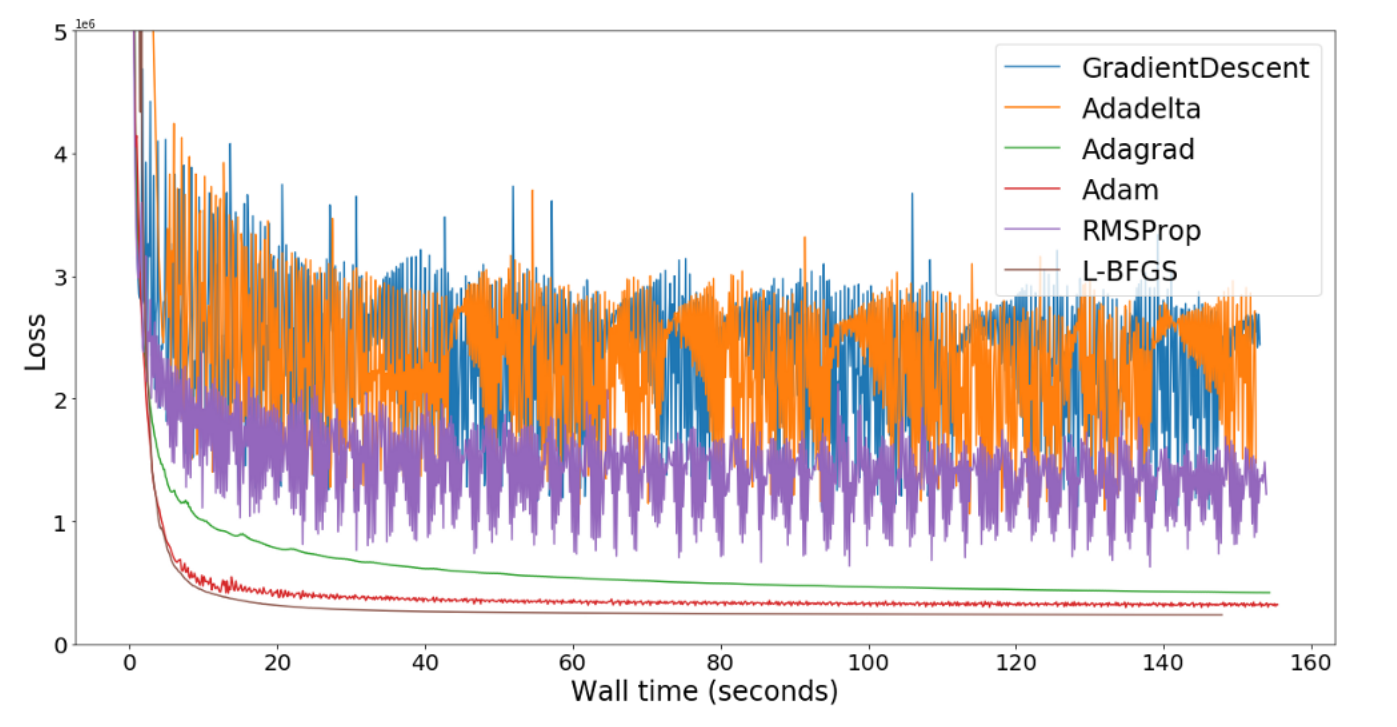 1e6
5
4
3
2
1
0
Loss
GradientDescent
Adadelta
Adagrad
Adam
RMSProp
L-BFGS
0 20 40 60 80 100 120 140 160
Wall time (seconds)